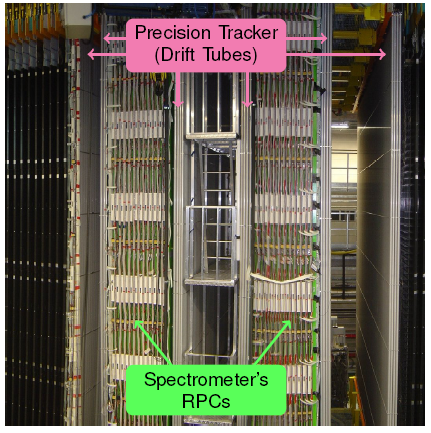 Precision Tracker
(Drift Tubes)
Spectrometer's
RPCs